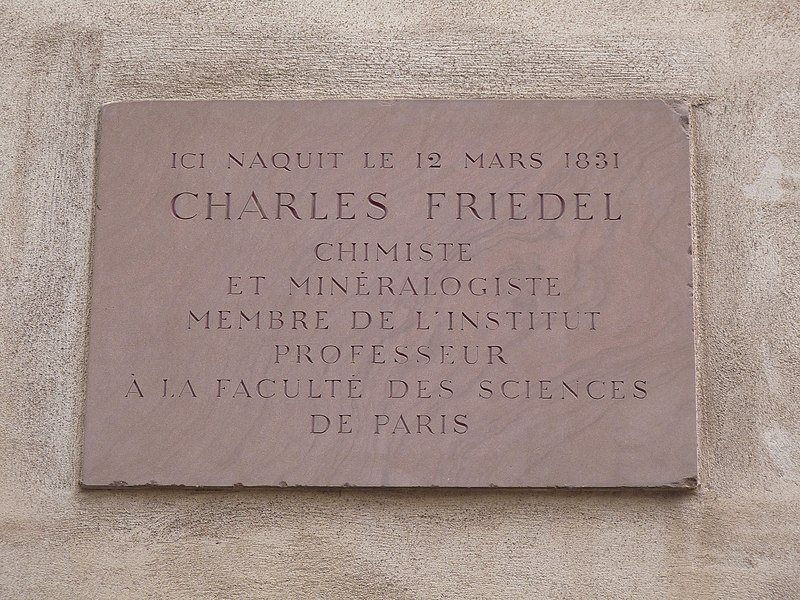 ICI NAQUIT LE 12 MARS 1831
CHARLES FRIEDEL
CHIMISTE
ET MINÉRALOGISTE
MEMBRE DE L'INSTITUT
PROFESSEUR
À LA FACULTÉ DES SCIENCES
DE PARIS